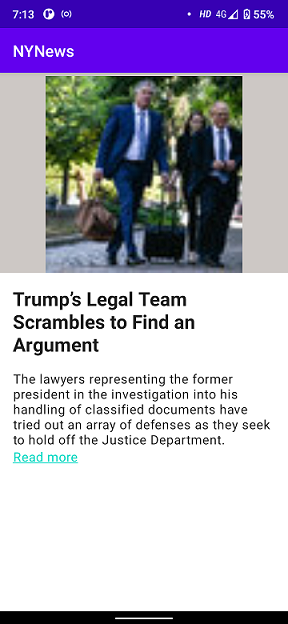 7:13 HD 4G 55%
NYNews
Trump's Legal Team
Scrambles to Find an
Argument
The lawyers representing the former
president in the investigation into his
handling of classified documents have
tried out an array of defenses as they seek
to hold off the Justice Department.
Read more